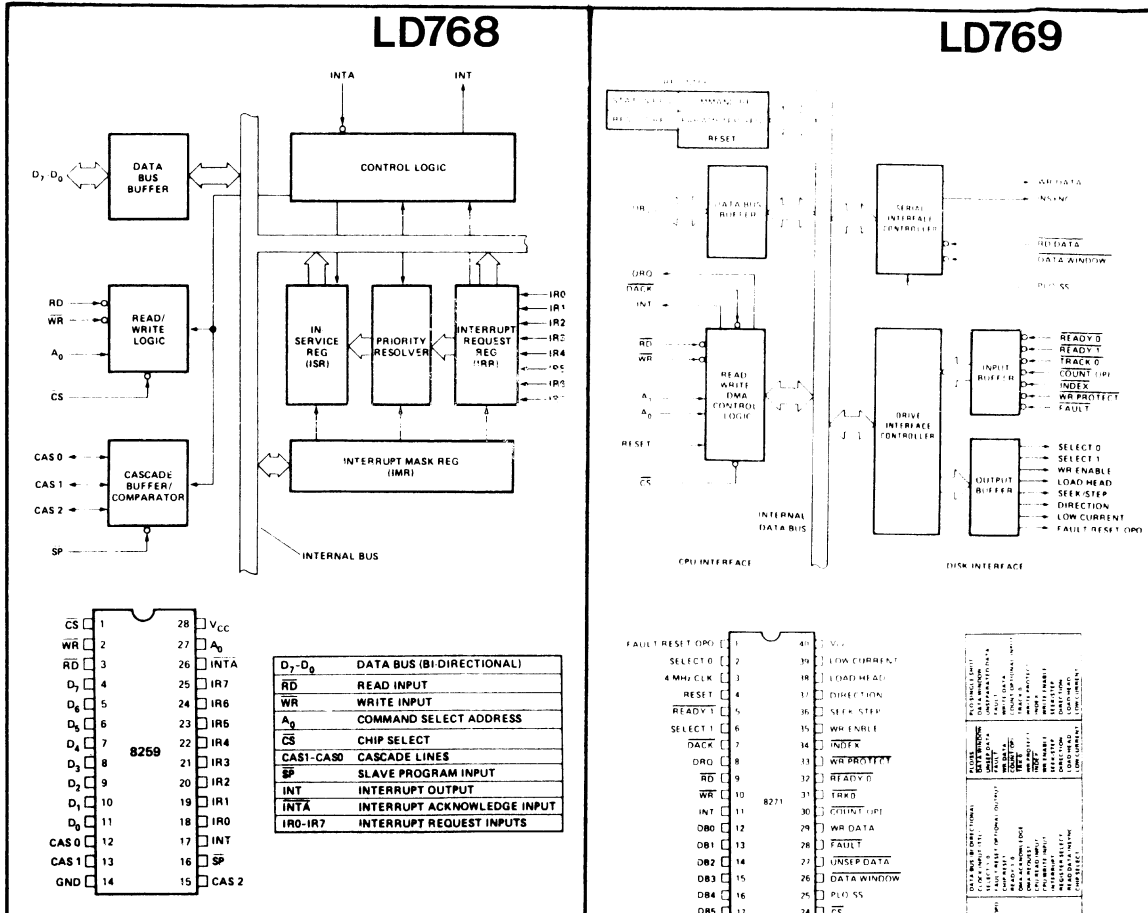 LD768
INTA
INT
DATA
BUS
BUFFER
D7-D0
CONTROL LOGIC
RD
WR
A0
CS
READ/
WRITE
LOGIC
IN
SERVICE
REG
(ISR)
PRIORITY
RESOLVER
INTERRUPT
REQUEST
REG
(IRR)
IR0
IR1
IR2
IR3
IR4
IR5
IR6
CAS 0
CAS 1
CAS 2
SP
CASCADE
BUFFER/
COMPARATOR
INTERRUPT MASK REG
(IMR)
INTERNAL BUS
8259
CS 1
WR 2
RD 3
D7 4
D6 5
D5 6
D4 7
D3 8
D2 9
D1 10
D0 11
CAS 0 12
CAS 1 13
GND 14
28 VCC
27 A0
26 INTA
25 IR7
24 IR6
23 IR5
22 IR4
21 IR3
20 IR2
19 IR1
18 IR0
17 INT
16 SP
15 CAS 2
D7-D0 DATA BUS (BI-DIRECTIONAL)
RD READ INPUT
WR WRITE INPUT
A0 COMMAND SELECT ADDRESS
CS CHIP SELECT
CAS1-CAS0 CASCADE LINES
SP SLAVE PROGRAM INPUT
INT INTERRUPT OUTPUT
INTA INTERRUPT ACKNOWLEDGE INPUT
IR0-IR7 INTERRUPT REQUEST INPUTS
LD769
RESET
DATA BUS
BUFFER
SERIAL
INTERFACE
CONTROLLER
WR DATA
INSYNC
RD DATA
DATA WINDOW
PLO/SS
DRQ
DACK
INT
RD
WR
A1
A0
RESET
CS
READ
WRITE
DMA
CONTROL
LOGIC
DRIVE
INTERFACE
CONTROLLER
INPUT
BUFFER
READY 0
READY 1
TRACK 0
COUNT/OPI
INDEX
WR PROTECT
FAULT
OUTPUT
BUFFER
SELECT 0
SELECT 1
WR ENABLE
LOAD HEAD
SEEK/STEP
DIRECTION
LOW CURRENT
FAULT RESET OPO
INTERNAL
DATA BUS
CPU INTERFACE
DISK INTERFACE
8271
FAULT RESET OPO 1
SELECT 0 2
4 MHz CLK 3
RESET 4
READY 1 5
SELECT 1 6
DACK 7
DRQ 8
RD 9
WR 10
INT 11
DB0 12
DB1 13
DB2 14
DB3 15
DB4 16
DB5 17
40 VCC
39 LOW CURRENT
38 LOAD HEAD
37 DIRECTION
36 SEEK/STEP
35 WR ENBLE
34 INDEX
33 WR PROTECT
32 READY 0
31 TRK0
30 COUNT/OPI
29 WR DATA
28 FAULT
27 UNSEP DATA
26 DATA WINDOW
25 PLO/SS
24 CS